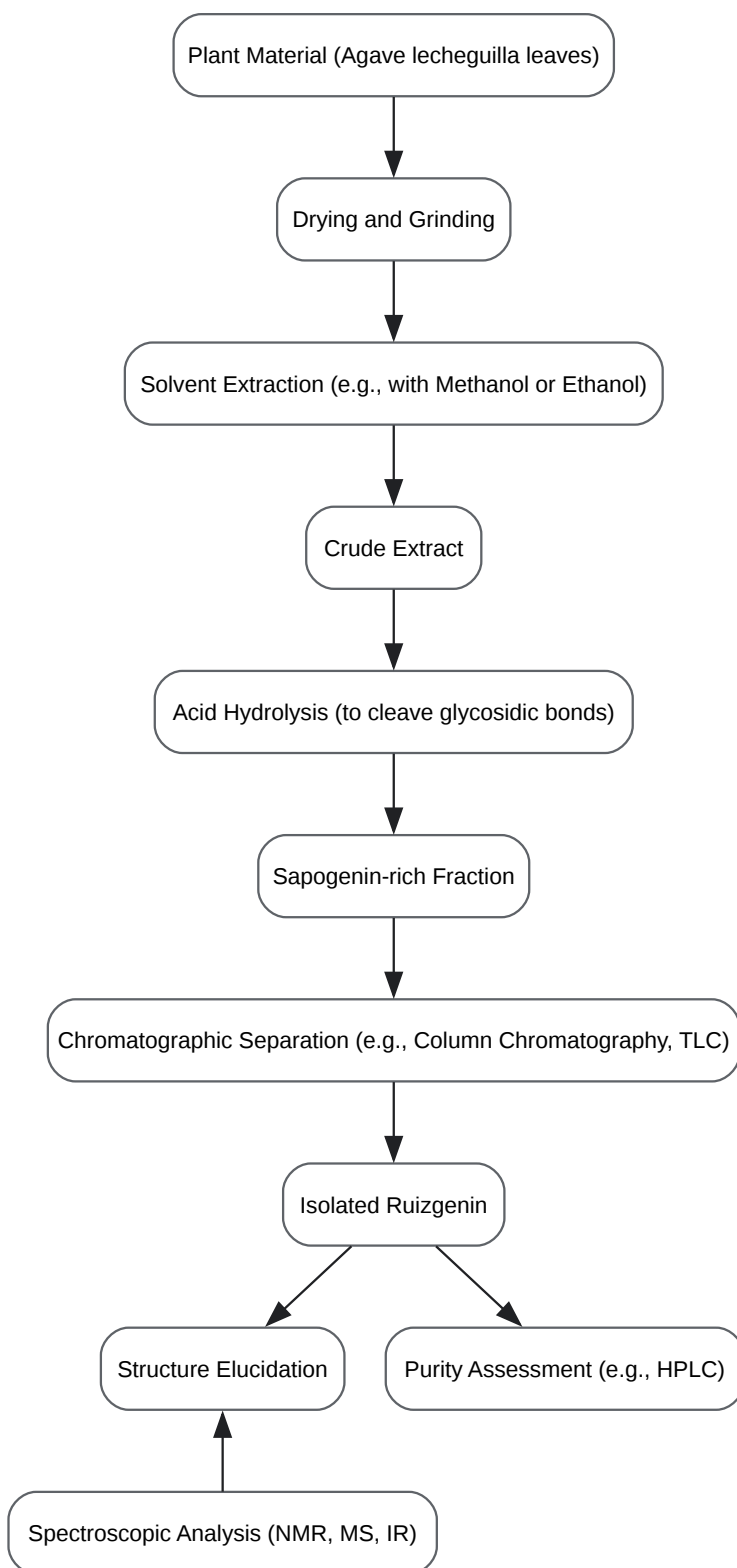 Plant Material (Agave lecheguilla leaves)
Drying and Grinding
Solvent Extraction (e.g., with Methanol or Ethanol)
Crude Extract
Acid Hydrolysis (to cleave glycosidic bonds)
Sapogenin-rich Fraction
Chromatographic Separation (e.g., Column Chromatography, TLC)
Isolated Ruizgenin
Structure Elucidation
Purity Assessment (e.g., HPLC)
Spectroscopic Analysis (NMR, MS, IR)